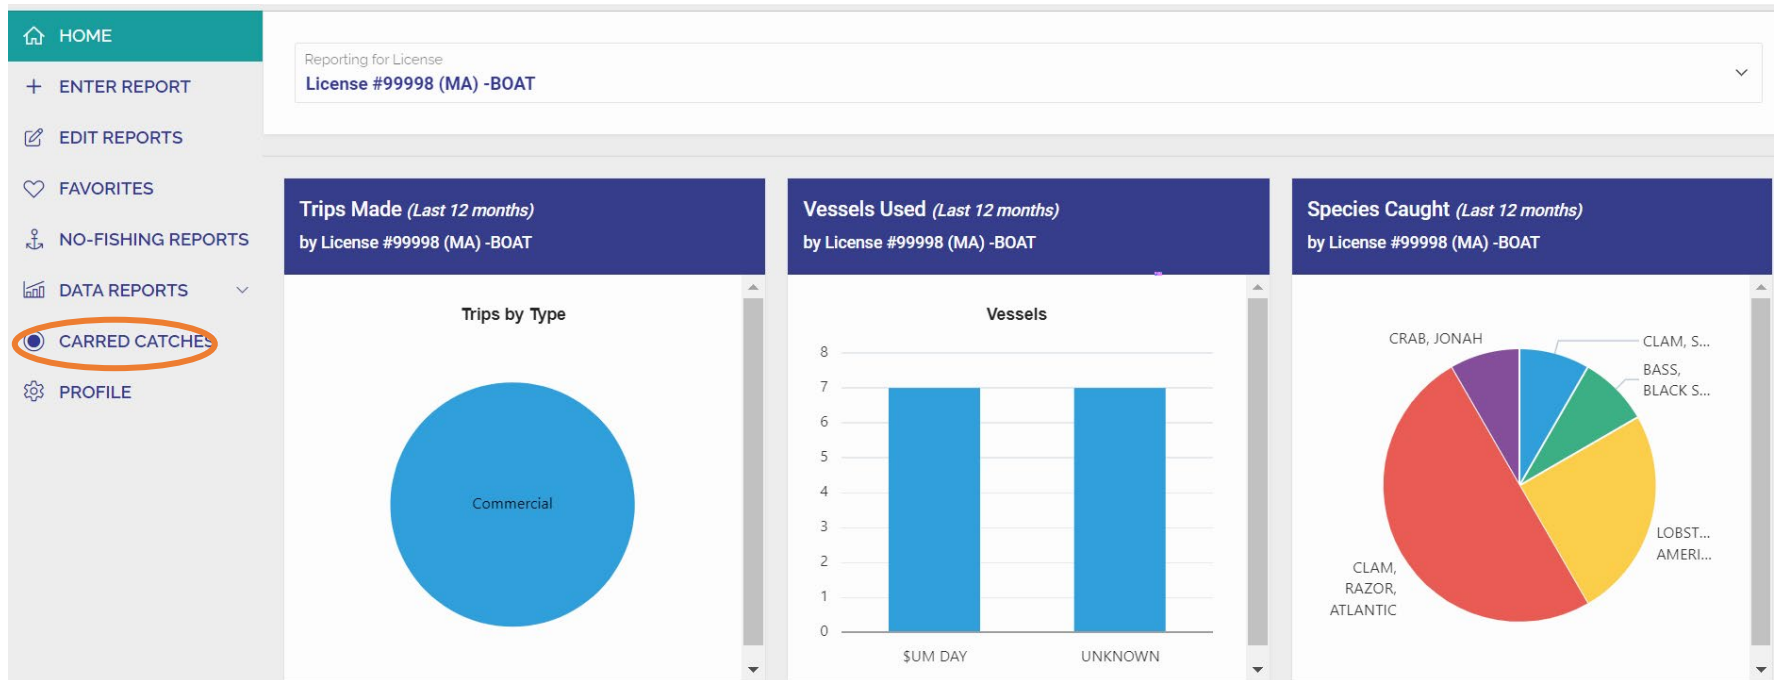 HOME
ENTER REPORT
EDIT REPORTS
FAVORITES
NO-FISHING REPORTS
DATA REPORTS
CARRED CATCHES
PROFILE
Reporting for License
License #99998 (MA) -BOAT
Trips Made (Last 12 months)
by License #99998 (MA) -BOAT
Trips by Type
Commercial
Vessels Used (Last 12 months)
by License #99998 (MA) -BOAT
Vessels
8
7
6
5
4
3
2
1
0
$UM DAY
UNKNOWN
Species Caught (Last 12 months)
by License #99998 (MA) -BOAT
CRAB, JONAH
CLAM, S...
BASS,
BLACK S...
LOBST...
AMERI...
CLAM,
RAZOR,
ATLANTIC